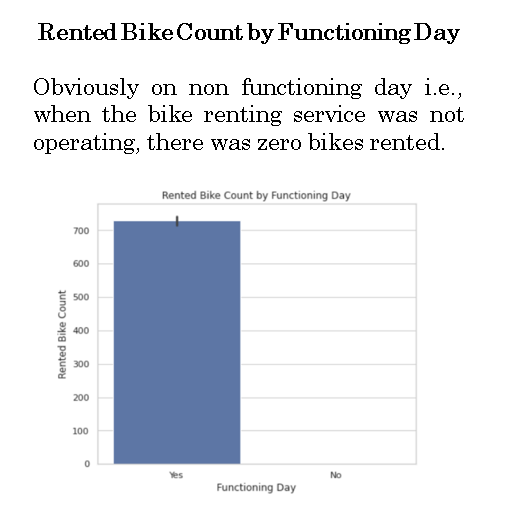 Rented Bike Count by Functioning Day
Obviously on non functioning day i.e.,
when the bike renting service was not
operating, there was zero bikes rented.
Rented Bike Count by Functioning Day
Rented Bike Count
700
600
500
400
300
200
100
0
Yes
No
Functioning Day